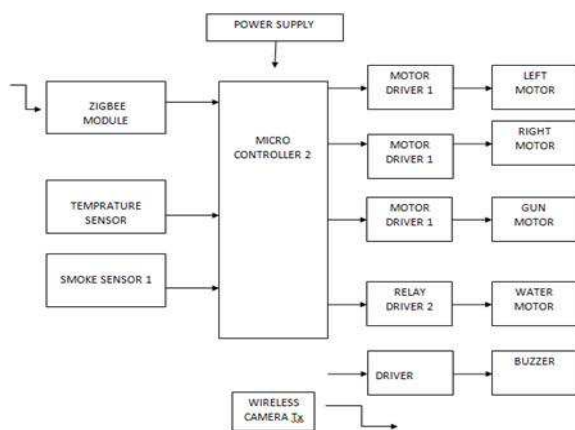 POWER SUPPLY
ZIGBEE
MODULE
TEMPRATURE
SENSOR
SMOKE SENSOR 1
MICRO
CONTROLLER 2
MOTOR
DRIVER 1
LEFT
MOTOR
MOTOR
DRIVER 1
RIGHT
MOTOR
MOTOR
DRIVER 1
GUN
MOTOR
RELAY
DRIVER 2
WATER
MOTOR
DRIVER
BUZZER
WIRELESS
CAMERA Tx